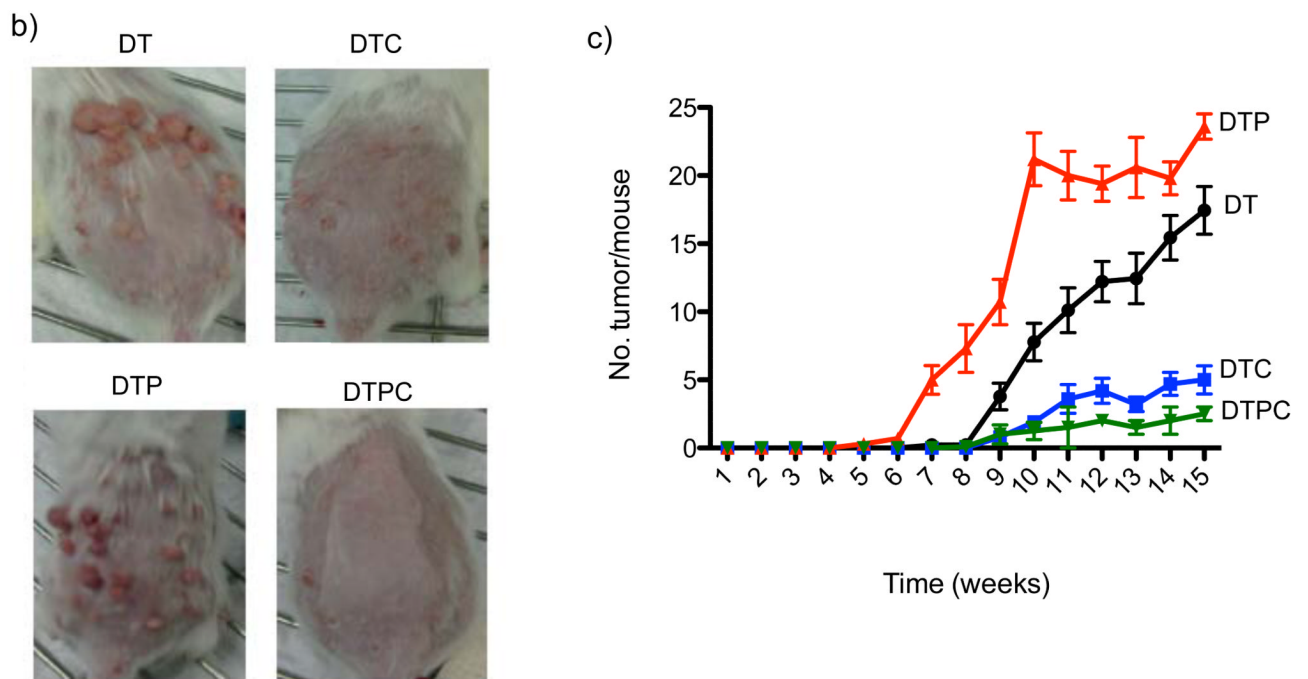 b)
DT
DTC
DTP
DTPC
c)
No. tumor/mouse
25
20
15
10
5
0
DTP
DT
DTC
DTPC
1 2 3 4 5 6 7 8 9 10 11 12 13 14 15
Time (weeks)